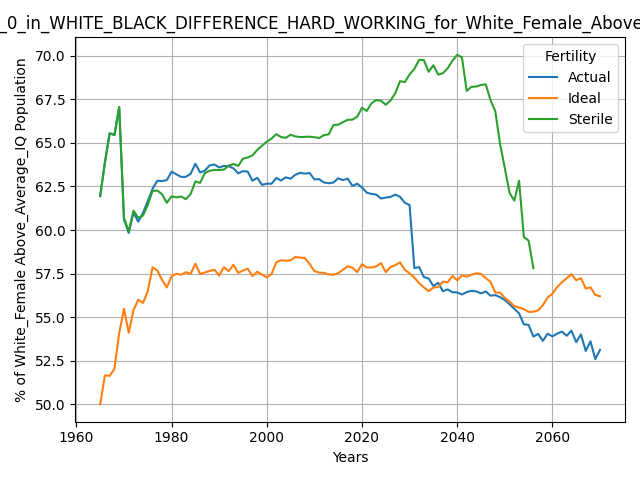 _0_in_WHITE_BLACK_DIFFERENCE_HARD_WORKING_for_White_Female_Above
% of White_Female Above_Average_IQ Population
70.0
67.5
65.0
62.5
60.0
57.5
55.0
52.5
50.0
Fertility
Actual
Ideal
Sterile
1960 1980 2000 2020 2040 2060
Years